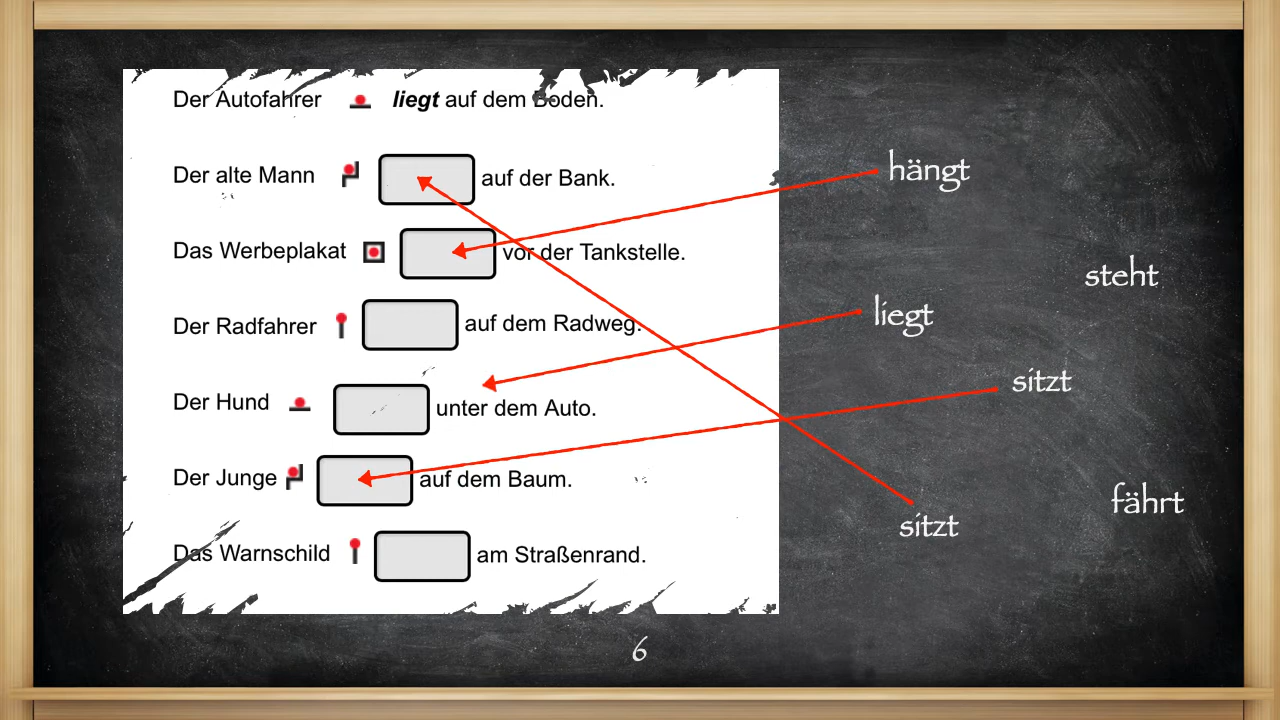 Der Autofahrer liegt auf dem Boden.
Der alte Mann auf der Bank.
Das Werbeplakat vor der Tankstelle.
Der Radfahrer auf dem Radweg.
Der Hund unter dem Auto.
Der Junge auf dem Baum.
Das Warnschild am Straßenrand.
hängt
steht
liegt
sitzt
fährt
sitzt
6